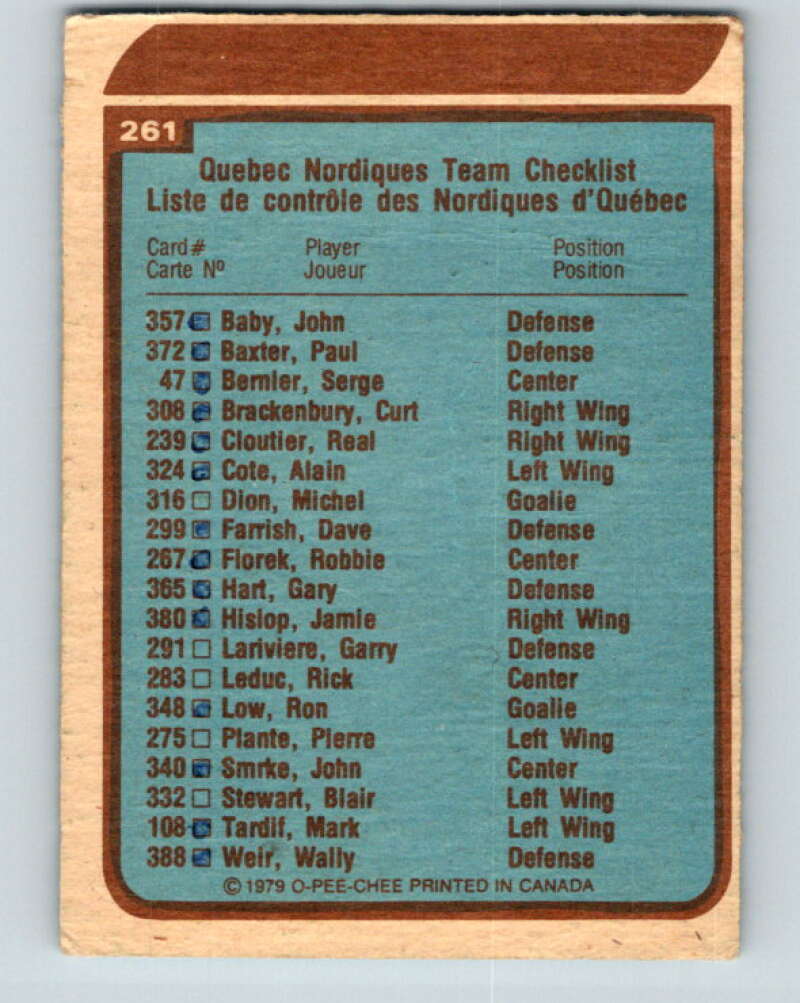 261
Quebec Nordiques Team Checklist
Liste de contrôle des Nordiques d'Québec
Card # Player Position
Carte Nº Joueur Position
357 Baby, John Defense
372 Baxter, Paul Defense
47 Bernier, Serge Center
308 Brackenbury, Curt Right Wing
239 Cloutier, Real Right Wing
324 Cote, Alain Left Wing
316 □ Dion, Michel Goalie
299 Farrish, Dave Defense
267 Florek, Robbie Center
365 Hart, Gary Defense
380 Hislop, Jamie Right Wing
291 □ Lariviere, Garry Defense
283 □ Leduc, Rick Center
348 Low, Ron Goalie
275 □ Plante, Pierre Left Wing
340 Smrke, John Center
332 □ Stewart, Blair Left Wing
108 Tardif, Mark Left Wing
388 Weir, Wally Defense
© 1979 O-PEE-CHEE PRINTED IN CANADA